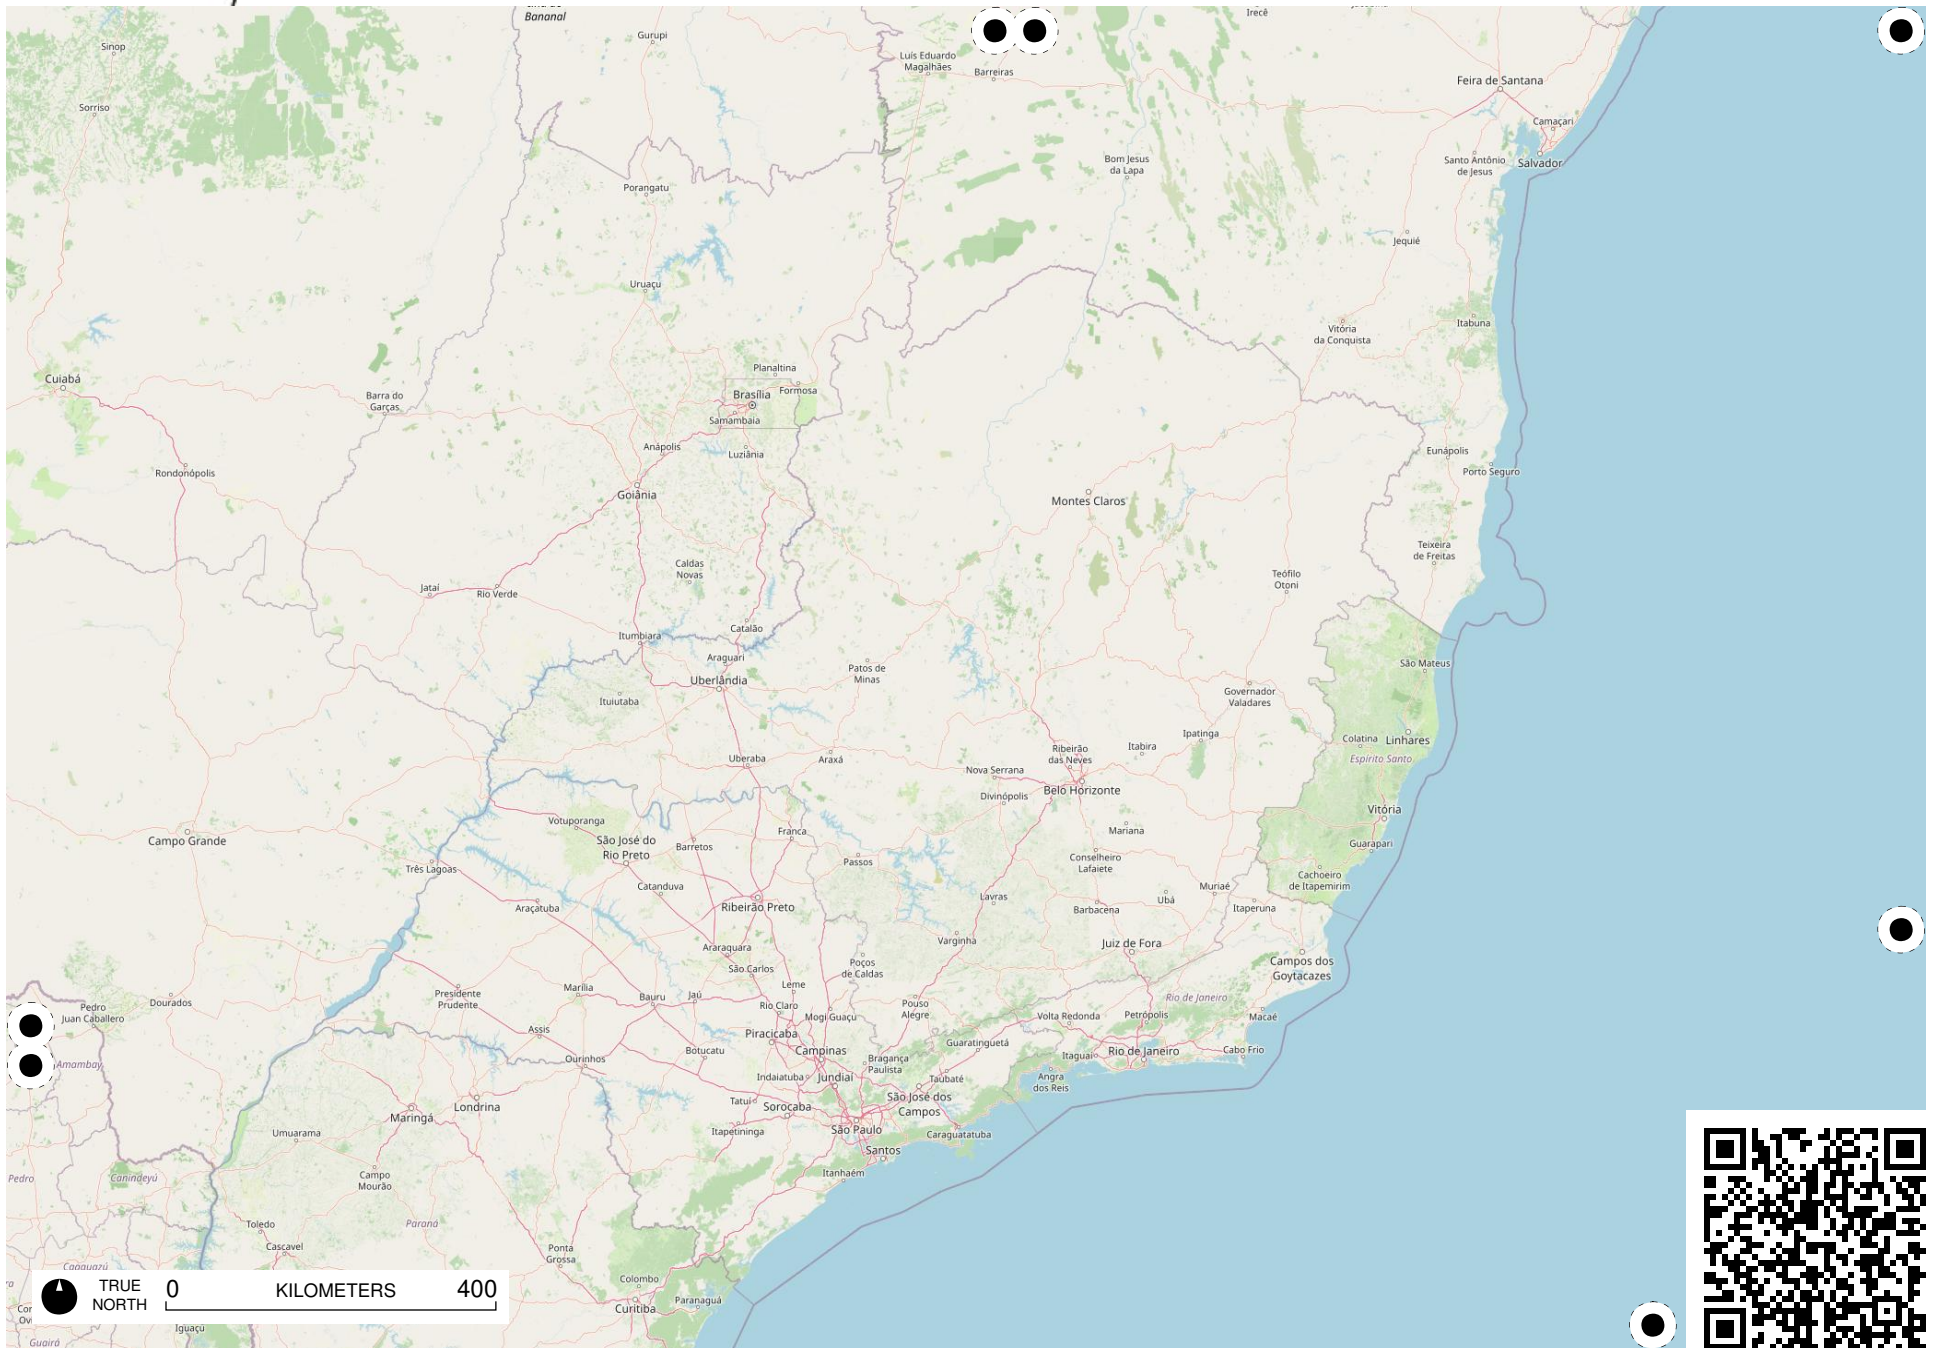 Bananal
Sinop
Gurupi
Irecê
Luís Eduardo
Magalhães
Barreiras
Feira de Santana
Sorriso
Camaçari
Salvador
Santo Antônio
de Jesus
Bom Jesus
da Lapa
Porangatu
Jequié
Uruaçu
Itabuna
Vitória
da Conquista
Planaltina
Cuiabá
Formosa
Brasília
Barra do
Garças
Samambaia
Anápolis
Luziânia
Eunápolis
Porto Seguro
Rondonópolis
Goiânia
Montes Claros
Teixeira
de Freitas
Caldas
Novas
Teófilo
Otoni
Jataí
Rio Verde
Catalão
Itumbiara
Araguari
São Mateus
Patos de
Minas
Uberlândia
Governador
Valadares
Ituiutaba
Ipatinga
Colatina
Linhares
Ribeirão
das Neves
Itabira
Uberaba
Araxá
Espírito Santo
Nova Serrana
Divinópolis
Belo Horizonte
Vitória
Votuporanga
Franca
Mariana
Campo Grande
São José do
Rio Preto
Barretos
Guarapari
Passos
Conselheiro
Lafaiete
Três Lagoas
Cachoeiro
de Itapemirim
Catanduva
Muriaé
Lavras
Ubá
Araçatuba
Ribeirão Preto
Barbacena
Itaperuna
Varginha
Juiz de Fora
Araraquara
Campos dos
Goytacazes
São Carlos
Poços
de Caldas
Leme
Marília
Presidente
Prudente
Bauru
Jaú
Rio de Janeiro
Dourados
Pedro
Juan Caballero
Rio Claro
Pouso
Alegre
Mogi Guaçu
Volta Redonda
Petrópolis
Macaé
Assis
Piracicaba
Guaratinguetá
Campinas
Botucatu
Ourinhos
Bragança
Paulista
Itaguaí
Rio de Janeiro
Cabo Frio
Amambay
Indaiatuba
Jundiaí
Taubaté
Angra
dos Reis
São José dos
Campos
Tatuí
Sorocaba
Londrina
Maringá
Umuarama
Itapetininga
São Paulo
Caraguatatuba
Santos
Itanhaém
Pedro
Canindeyú
Campo
Mourão
Toledo
Paraná
Cascavel
Ponta
Grossa
Caaguazú
Colombo
TRUE
NORTH
0
KILOMETERS
400
Paranaguá
Curitiba
Iguaçu
Guairá